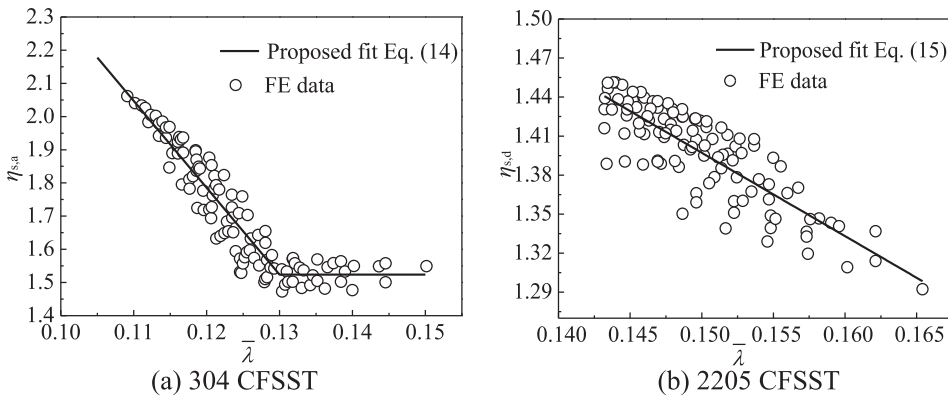 2.3
2.2
2.1
2.0
1.9
1.8
1.7
1.6
1.5
1.4
ηs,a
Proposed fit Eq. (14)
FE data
0.10 0.11 0.12 0.13 0.14 0.15
λ̅
(a) 304 CFSST
1.50
1.47
1.44
1.41
1.38
1.35
1.32
1.29
ηs,d
Proposed fit Eq. (15)
FE data
0.140 0.145 0.150 0.155 0.160 0.165
λ̅
(b) 2205 CFSST